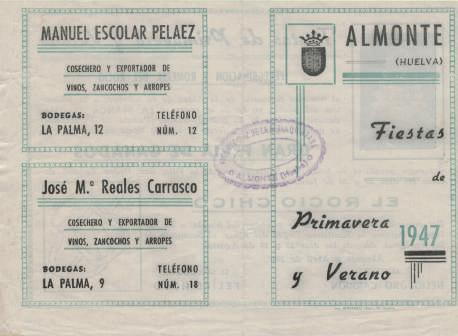 MANUEL ESCOLAR PELAEZ
COSECHERO Y EXPORTADOR DE
VINOS, ZANCOCHOS Y ARROPES
BODEGAS: TELÉFONO
LA PALMA, 12 NÚM. 12
José M.ª Reales Carrasco
COSECHERO Y EXPORTADOR DE
VINOS, ZANCOCHOS Y ARROPES
BODEGAS: TELÉFONO
LA PALMA, 9 NÚM. 18
ALMONTE (Huelva)
ALMONTE
(HUELVA)
Fiestas
de
Primavera
1947
y Verano